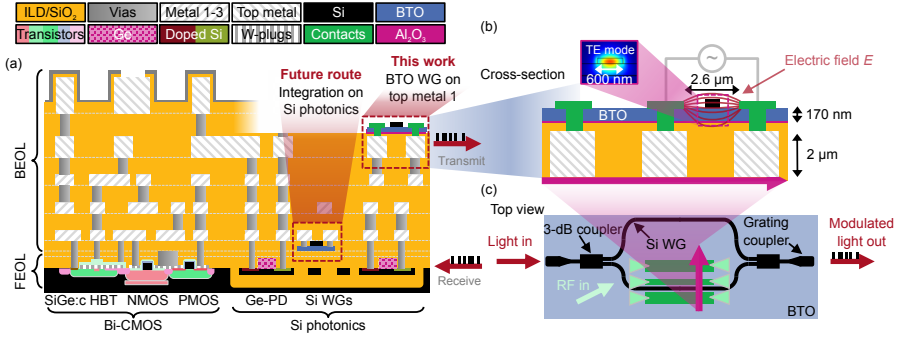 ILD/SiO₂
Vias
Metal 1-3
Top metal
Si
BTO
Transistors
Ge
Doped Si
W-plugs
Contacts
Al₂O₃
(a)
Future route
Integration on
Si photonics
This work
BTO WG on
top metal 1
BEOL
FEOL
Transmit
Receive
SiGe:c HBT
NMOS
PMOS
Ge-PD
Si WGs
Bi-CMOS
Si photonics
(b)
Cross-section
TE mode
600 nm
2.6 µm
~
Electric field E
BTO
170 nm
2 µm
(c)
Top view
Light in
3-dB coupler
Si WG
Grating
coupler
Modulated
light out
RF in
BTO